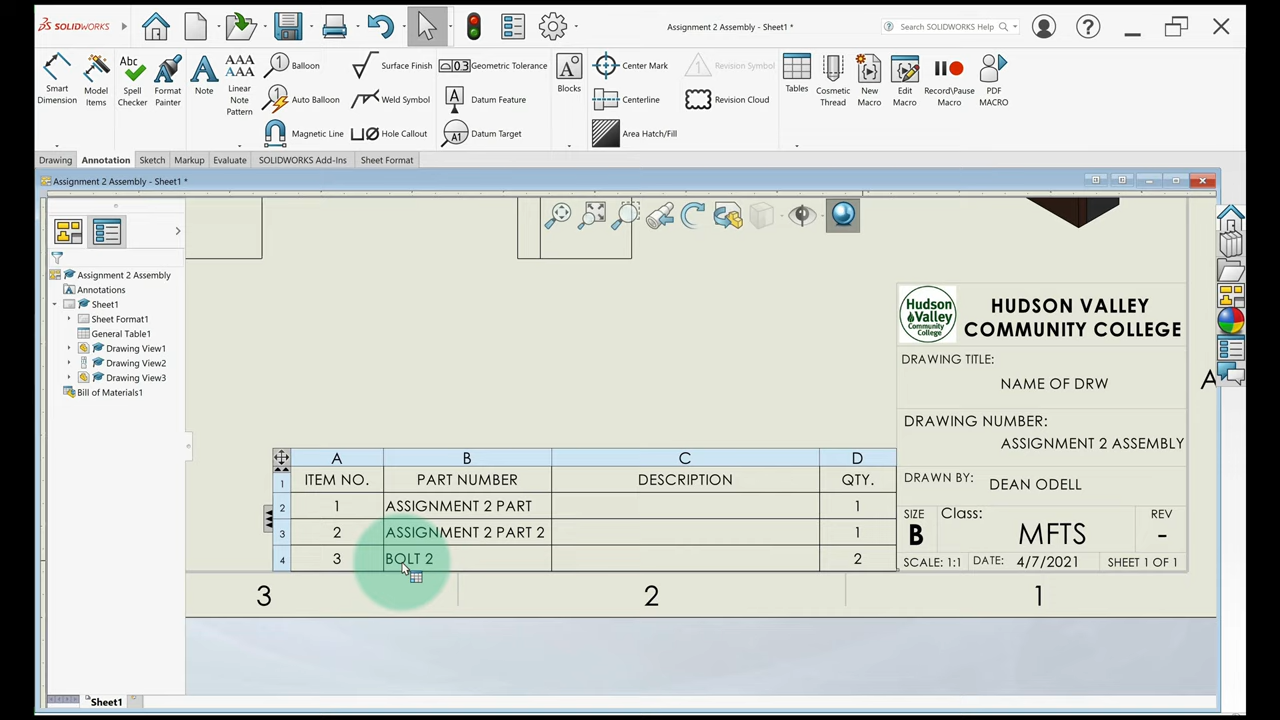 SOLIDWORKS
Assignment 2 Assembly - Sheet1 *
Search SOLIDWORKS Help
Smart Dimension
Model Items
Abc
Spell Checker
Format Painter
A
Note
AAA
AAA
Linear Note Pattern
Balloon
Auto Balloon
Magnetic Line
Surface Finish
Weld Symbol
Hole Callout
Geometric Tolerance
Datum Feature
Datum Target
Blocks
Center Mark
Centerline
Area Hatch/Fill
Revision Symbol
Revision Cloud
Tables
Cosmetic Thread
New Macro
Edit Macro
Record\Pause Macro
PDF MACRO
Drawing
Annotation
Sketch
Markup
Evaluate
SOLIDWORKS Add-Ins
Sheet Format
Assignment 2 Assembly - Sheet1 *
Assignment 2 Assembly
Annotations
Sheet1
Sheet Format1
General Table1
Drawing View1
Drawing View2
Drawing View3
Bill of Materials1
A B C D
1 ITEM NO. PART NUMBER DESCRIPTION QTY.
2 1 ASSIGNMENT 2 PART 1
3 2 ASSIGNMENT 2 PART 2 1
4 3 BOLT 2 2
Hudson
Valley
Community College
HUDSON VALLEY
COMMUNITY COLLEGE
DRAWING TITLE:
NAME OF DRW
A
DRAWING NUMBER:
ASSIGNMENT 2 ASSEMBLY
DRAWN BY: DEAN ODELL
SIZE
B
Class:
MFTS
REV
-
SCALE: 1:1 DATE: 4/7/2021 SHEET 1 OF 1
3 2 1
Sheet1